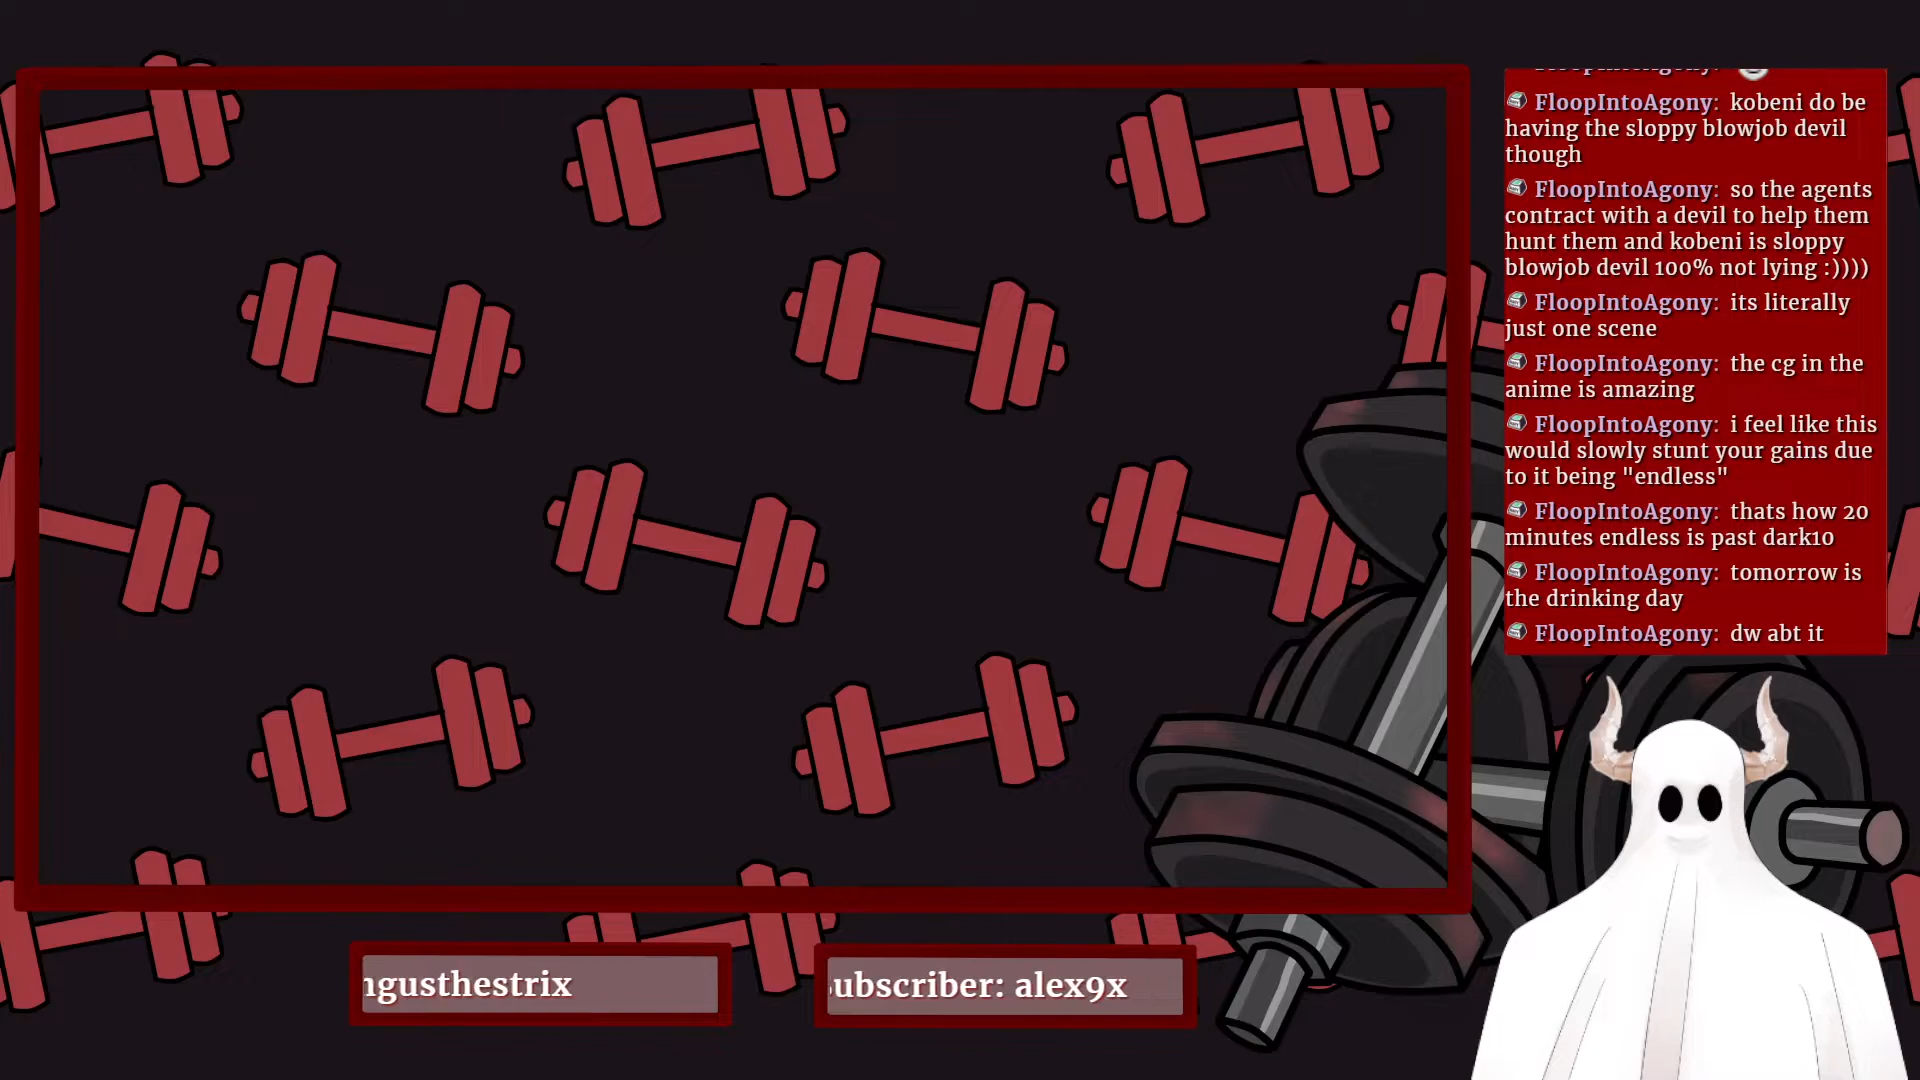 FloopIntoAgony: kobeni do be
having the sloppy blowjob devil
though
FloopIntoAgony: so the agents
contract with a devil to help them
hunt them and kobeni is sloppy
blowjob devil 100% not lying :))))
FloopIntoAgony: its literally
just one scene
FloopIntoAgony: the cg in the
anime is amazing
FloopIntoAgony: i feel like this
would slowly stunt your gains due
to it being "endless"
FloopIntoAgony: thats how 20
minutes endless is past dark10
FloopIntoAgony: tomorrow is
the drinking day
FloopIntoAgony: dw abt it
ngusthestrix
ubscriber: alex9x